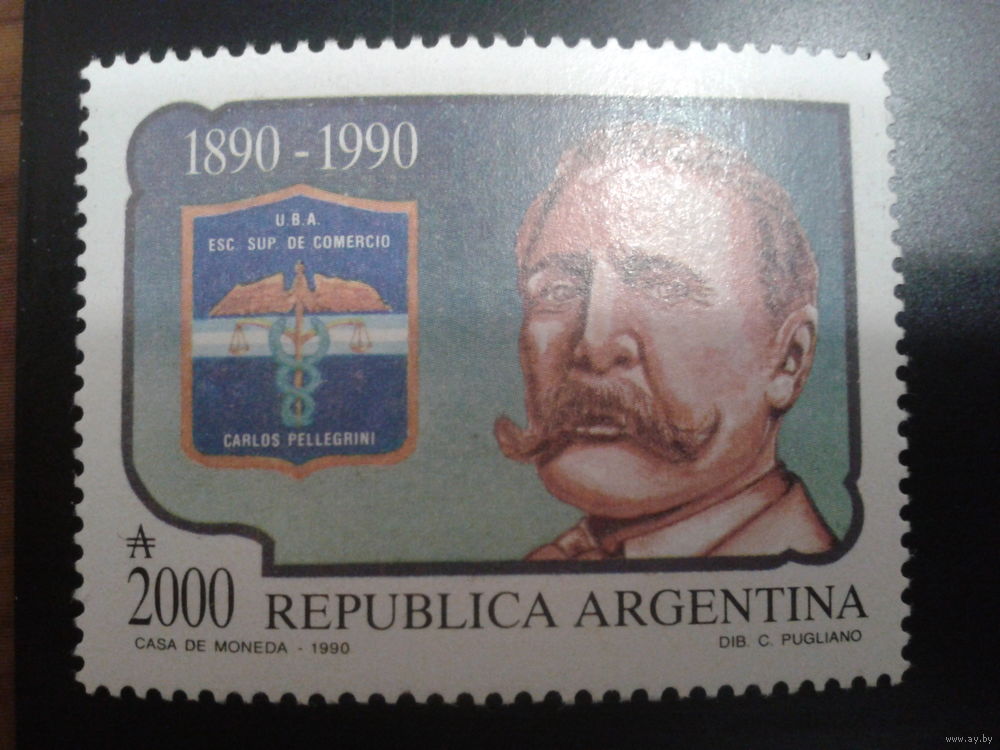 1890 - 1990
U.B.A.
ESC. SUP. DE COMERCIO
CARLOS PELLEGRINI
₳
2000 REPUBLICA ARGENTINA
CASA DE MONEDA - 1990
DIB. C. PUGLIANO
www.ay.by